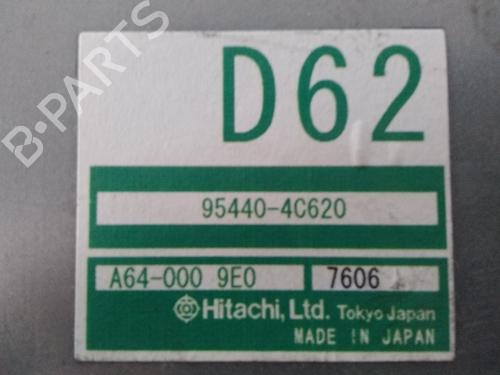 B-PARTS
D62
95440-4C620
A64-000 9E0 7606
Hitachi, Ltd. Tokyo Japan
MADE IN JAPAN